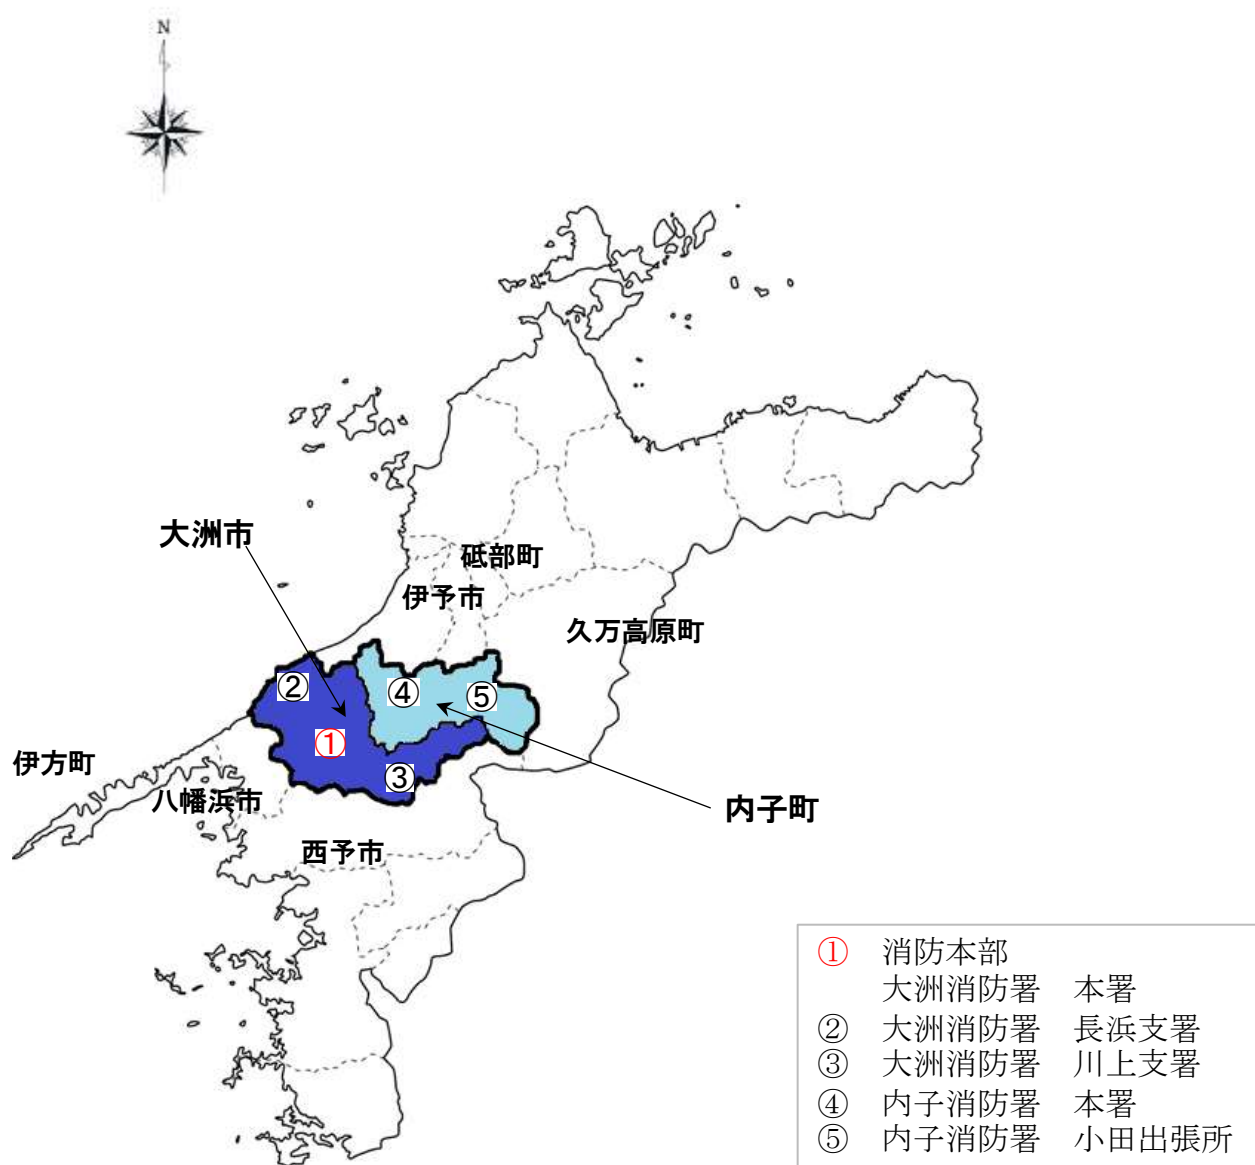 N
大洲市
砥部町
伊予市
久万高原町
②
④
⑤
①
③
伊方町
八幡浜市
内子町
西予市
① 消防本部
大洲消防署 本署
② 大洲消防署 長浜支署
③ 大洲消防署 川上支署
④ 内子消防署 本署
⑤ 内子消防署 小田出張所